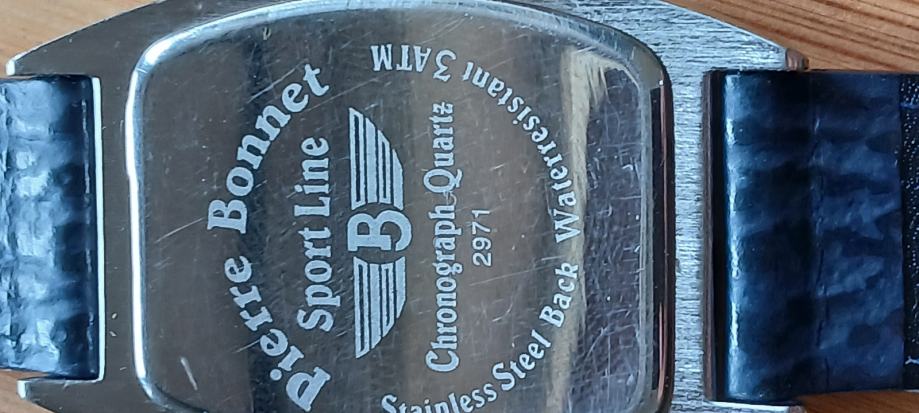 Pierre Bonnet
Sport Line
B
Chronograph Quartz
2971
Stainless Steel Back Waterresistant 3 ATM